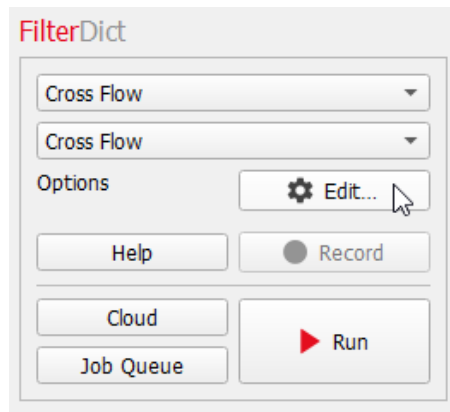 FilterDict
Cross Flow
Cross Flow
Options
Edit...
Help
Record
Cloud
Run
Job Queue